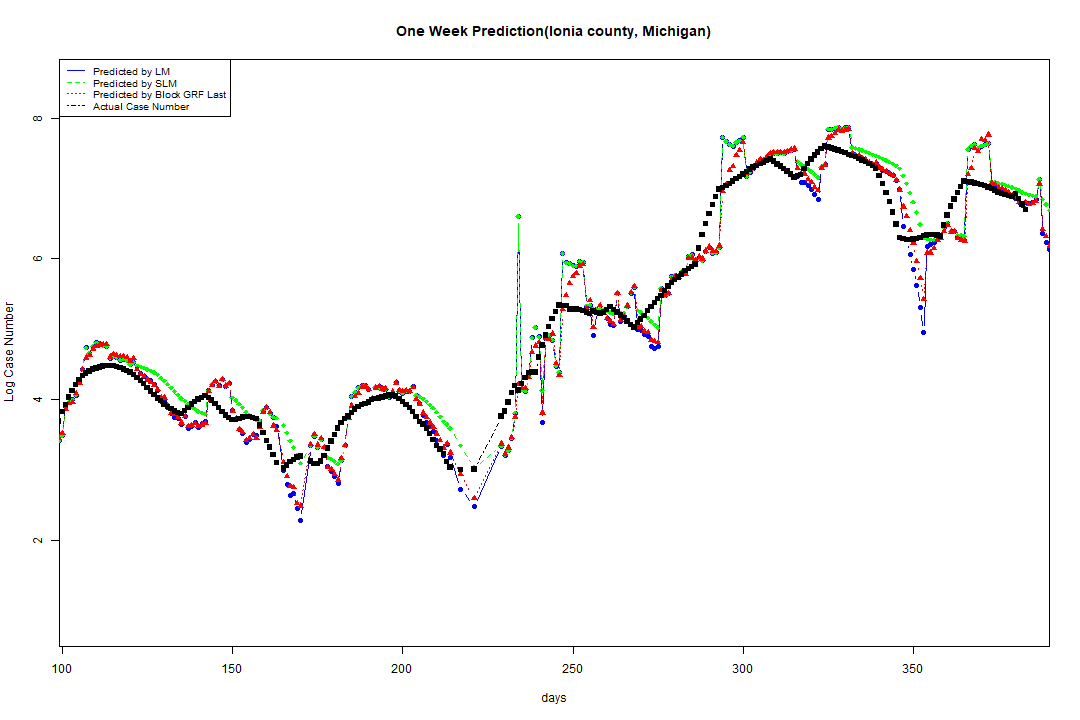 One Week Prediction(Ionia county, Michigan)
Predicted by LM
Predicted by SLM
Predicted by Block GRF Last
Actual Case Number
Log Case Number
8
6
4
2
100 150 200 250 300 350
days